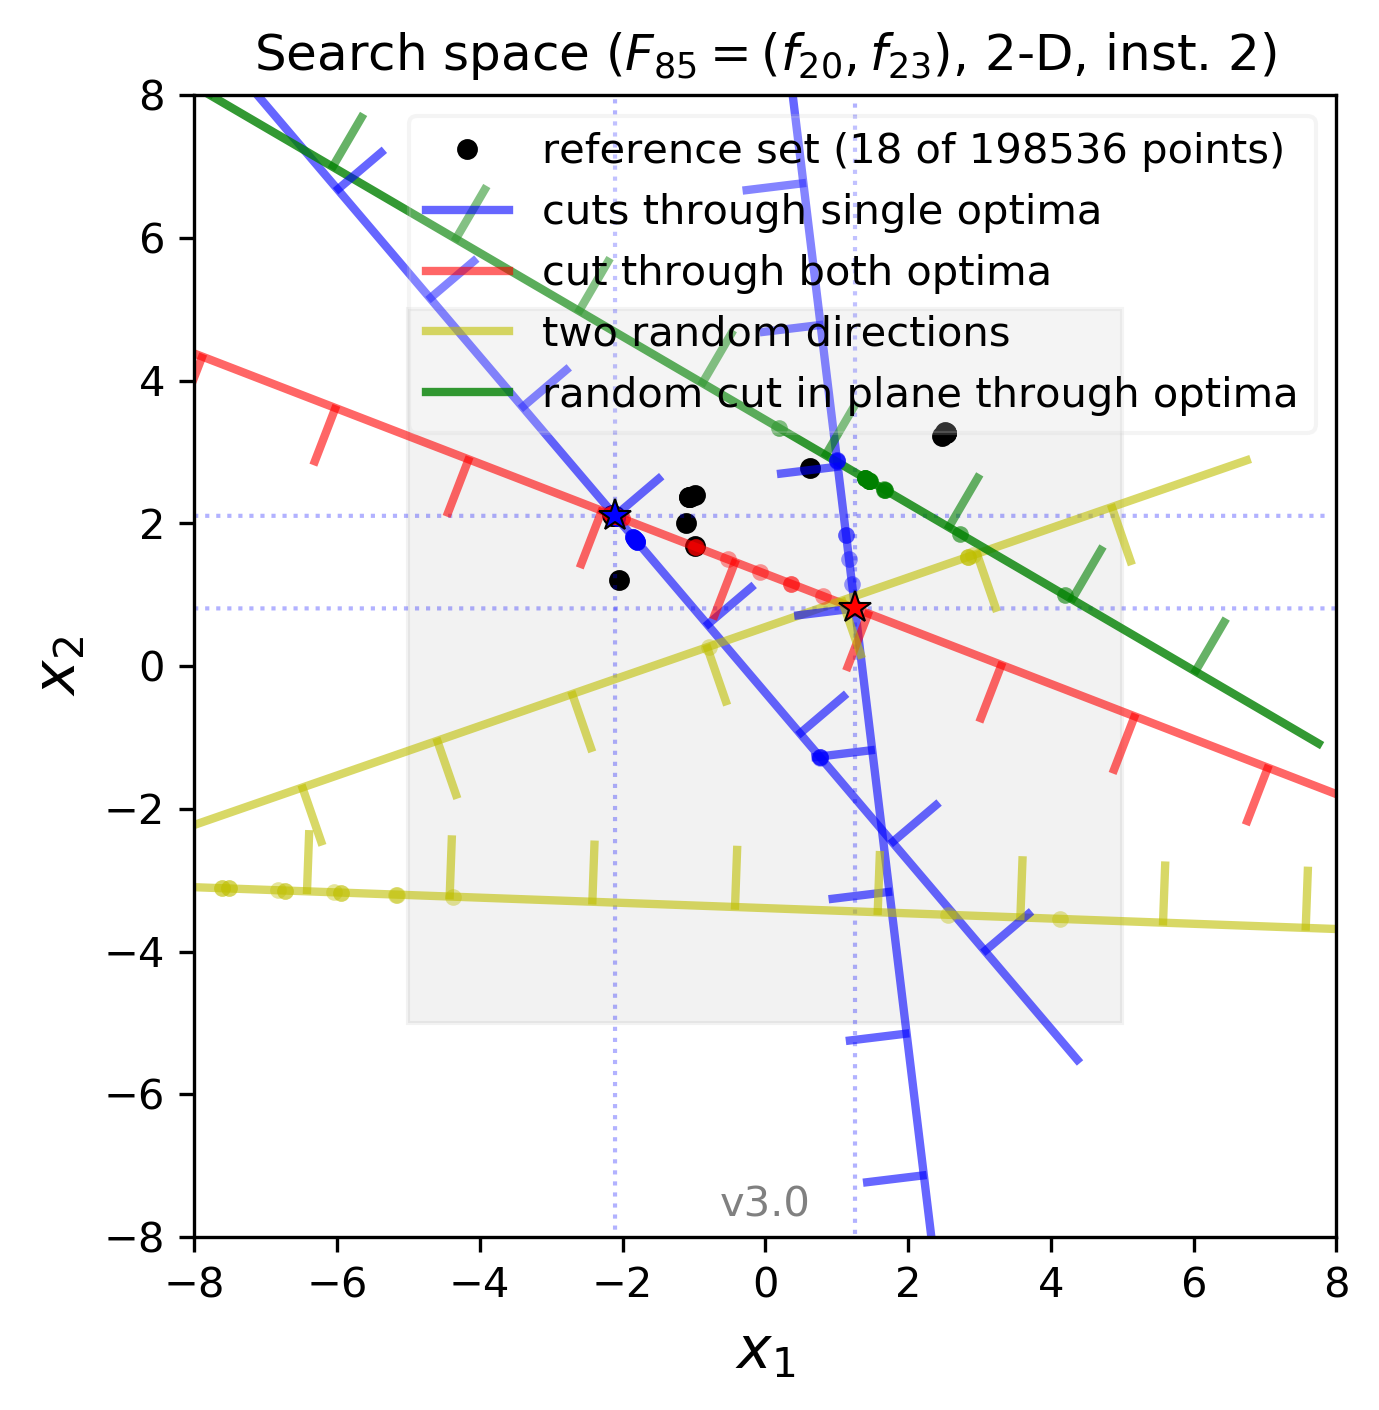 Search space (F₈₅ = (f₂₀, f₂₃), 2-D, inst. 2)
reference set (18 of 198536 points)
cuts through single optima
cut through both optima
two random directions
random cut in plane through optima
8
6
4
2
0
−2
−4
−6
−8
x₂
v3.0
−8 −6 −4 −2 0 2 4 6 8
x₁